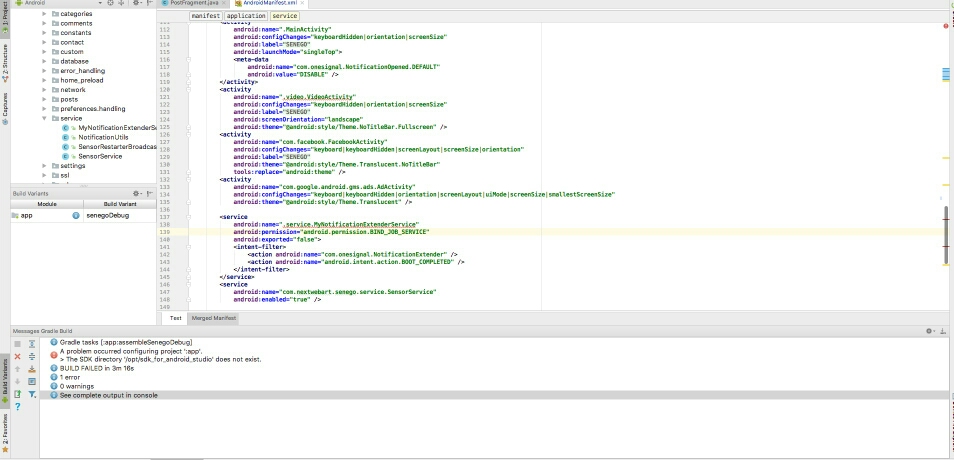 Android
PostFragment.java
AndroidManifest.xml
1: Project
2: Structure
Captures
Build Variants
2: Favorites
categories
comments
constants
contact
custom
database
error_handling
home_preload
network
posts
preferences.handling
service
MyNotificationExtenderS
NotificationUtils
SensorRestarterBroadcas
SensorService
settings
ssl
Build Variants
Module Build Variant
app senegoDebug
manifest application service
112 android:name=".MainActivity"
113 android:configChanges="keyboardHidden|orientation|screenSize"
114 android:label="SENEGO"
115 android:launchMode="singleTop">
116 <meta-data
117 android:name="com.onesignal.NotificationOpened.DEFAULT"
118 android:value="DISABLE" />
119 </activity>
120 <activity
121 android:name=".video.VideoActivity"
122 android:configChanges="keyboardHidden|orientation|screenSize"
123 android:label="SENEGO"
124 android:screenOrientation="landscape"
125 android:theme="@android:style/Theme.NoTitleBar.Fullscreen" />
126 <activity
127 android:name="com.facebook.FacebookActivity"
128 android:configChanges="keyboard|keyboardHidden|screenLayout|screenSize|orientation"
129 android:label="SENEGO"
130 android:theme="@android:style/Theme.Translucent.NoTitleBar"
131 tools:replace="android:theme" />
132 <activity
133 android:name="com.google.android.gms.ads.AdActivity"
134 android:configChanges="keyboard|keyboardHidden|orientation|screenLayout|uiMode|screenSize|smallestScreenSize"
135 android:theme="@android:style/Theme.Translucent" />
136
137 <service
138 android:name=".service.MyNotificationExtenderService"
139 android:permission="android.permission.BIND_JOB_SERVICE"
140 android:exported="false">
141 <intent-filter>
142 <action android:name="com.onesignal.NotificationExtender" />
143 <action android:name="android.intent.action.BOOT_COMPLETED" />
144 </intent-filter>
145 </service>
146 <service
147 android:name="com.nextwebart.senego.service.SensorService"
148 android:enabled="true" />
149
Text Merged Manifest
Messages Gradle Build
Gradle tasks [:app:assembleSenegoDebug]
A problem occurred configuring project ':app'.
> The SDK directory '/opt/sdk_for_android_studio' does not exist.
BUILD FAILED in 3m 16s
1 error
0 warnings
See complete output in console